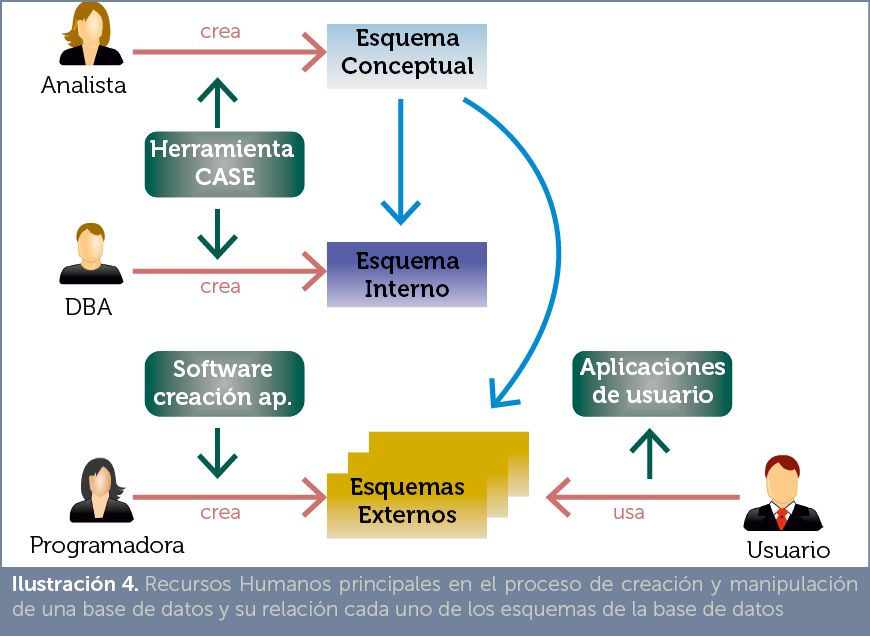 crea
Esquema
Conceptual
Analista
Herramienta
CASE
Esquema
Interno
crea
DBA
Software
creación ap.
Aplicaciones
de usuario
Esquemas
Externos
crea
usa
Programadora
Usuario
Ilustración 4. Recursos Humanos principales en el proceso de creación y manipulación
de una base de datos y su relación cada uno de los esquemas de la base de datos